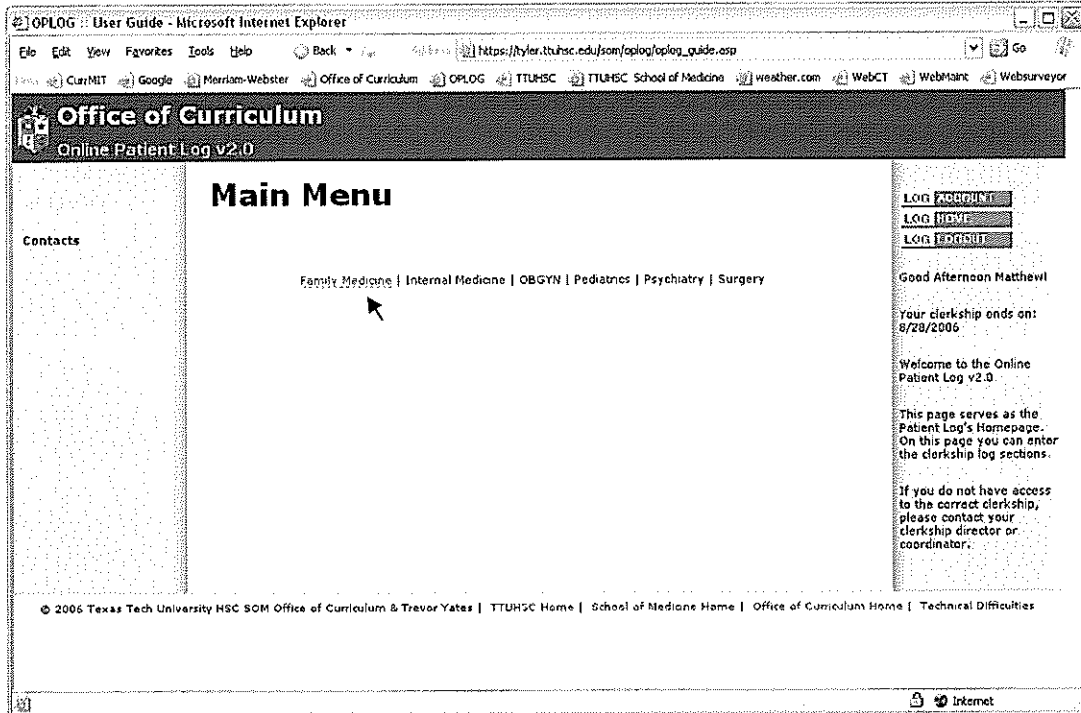 OPLOG :: User Guide - Microsoft Internet Explorer
File Edit View Favorites Tools Help Back Address https://tyler.ttuhsc.edu/som/oplog/oplog_guide.asp Go
CurrMIT Google Merriam-Webster Office of Curriculum OPLOG TTUHSC TTUHSC School of Medicine weather.com WebCT WebMaint Websurveyor
Office of Curriculum
Online Patient Log v2.0
Contacts
Main Menu
Family Medicine | Internal Medicine | OBGYN | Pediatrics | Psychiatry | Surgery
LOG ACCOUNT
LOG HOME
LOG LOGOUT
Good Afternoon Matthew!
Your clerkship ends on:
8/28/2006
Welcome to the Online
Patient Log v2.0.
This page serves as the
Patient Log's Homepage.
On this page you can enter
the clerkship log sections.
If you do not have access
to the correct clerkship,
please contact your
clerkship director or
coordinator.
© 2006 Texas Tech University HSC SOM Office of Curriculum & Trevor Yates | TTUHSC Home | School of Medicine Home | Office of Curriculum Home | Technical Difficulties
Internet